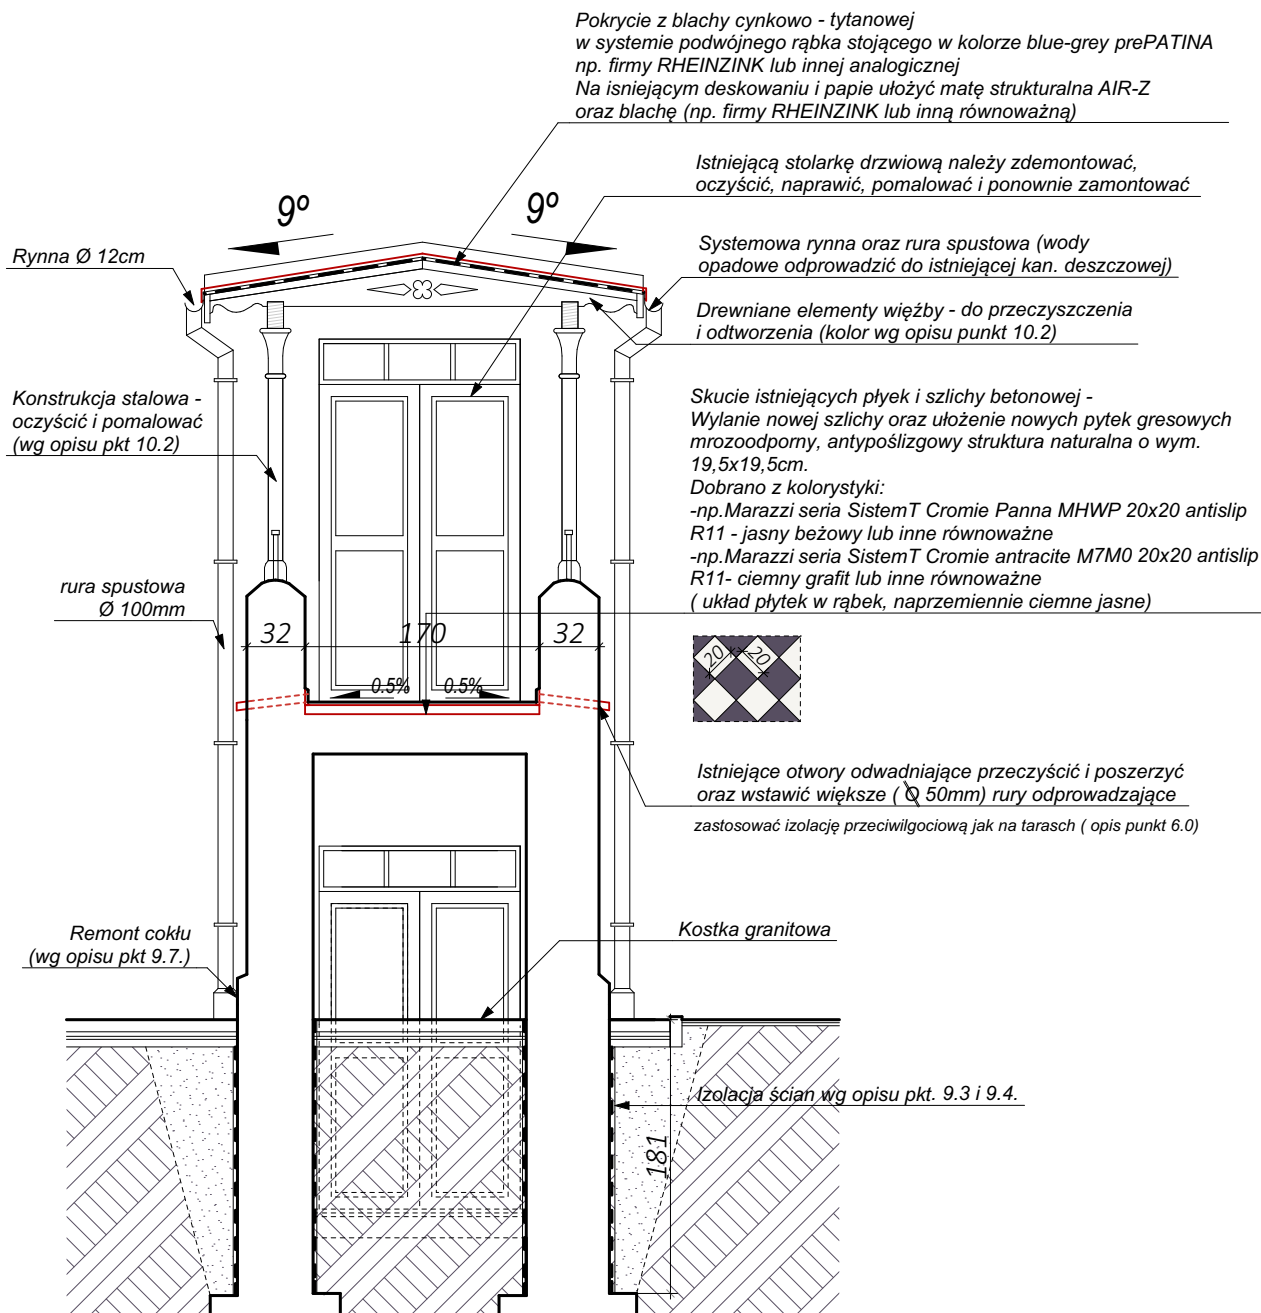 Pokrycie z blachy cynkowo - tytanowej
w systemie podwójnego rąbka stojącego w kolorze blue-grey prePATINA
np. firmy RHEINZINK lub innej analogicznej
Na isniejącym deskowaniu i papie ułożyć matę strukturalna AIR-Z
oraz blachę (np. firmy RHEINZINK lub inną równoważną)
Istniejącą stolarkę drzwiową należy zdemontować,
oczyścić, naprawić, pomalować i ponownie zamontować
9º
9º
Rynna Ø 12cm
Systemowa rynna oraz rura spustowa (wody
opadowe odprowadzić do istniejącej kan. deszczowej)
Drewniane elementy więźby - do przeczyszczenia
i odtworzenia (kolor wg opisu punkt 10.2)
Konstrukcja stalowa -
oczyścić i pomalować
(wg opisu pkt 10.2)
Skucie istniejących płyek i szlichy betonowej -
Wylanie nowej szlichy oraz ułożenie nowych pytek gresowych
mrozoodporny, antypoślizgowy struktura naturalna o wym.
19,5x19,5cm.
Dobrano z kolorystyki:
-np.Marazzi seria SistemT Cromie Panna MHWP 20x20 antislip
R11 - jasny beżowy lub inne równoważne
-np.Marazzi seria SistemT Cromie antracite M7M0 20x20 antislip
R11- ciemny grafit lub inne równoważne
( układ płytek w rąbek, naprzemiennie ciemne jasne)
rura spustowa
Ø 100mm
32
170
32
20
20
0.5%
0.5%
Istniejące otwory odwadniające przeczyścić i poszerzyć
oraz wstawić większe ( Ø 50mm) rury odprowadzające
zastosować izolację przeciwilgociową jak na tarasch ( opis punkt 6.0)
Remont cokłu
(wg opisu pkt 9.7.)
Kostka granitowa
Izolacja ścian wg opisu pkt. 9.3 i 9.4.
181